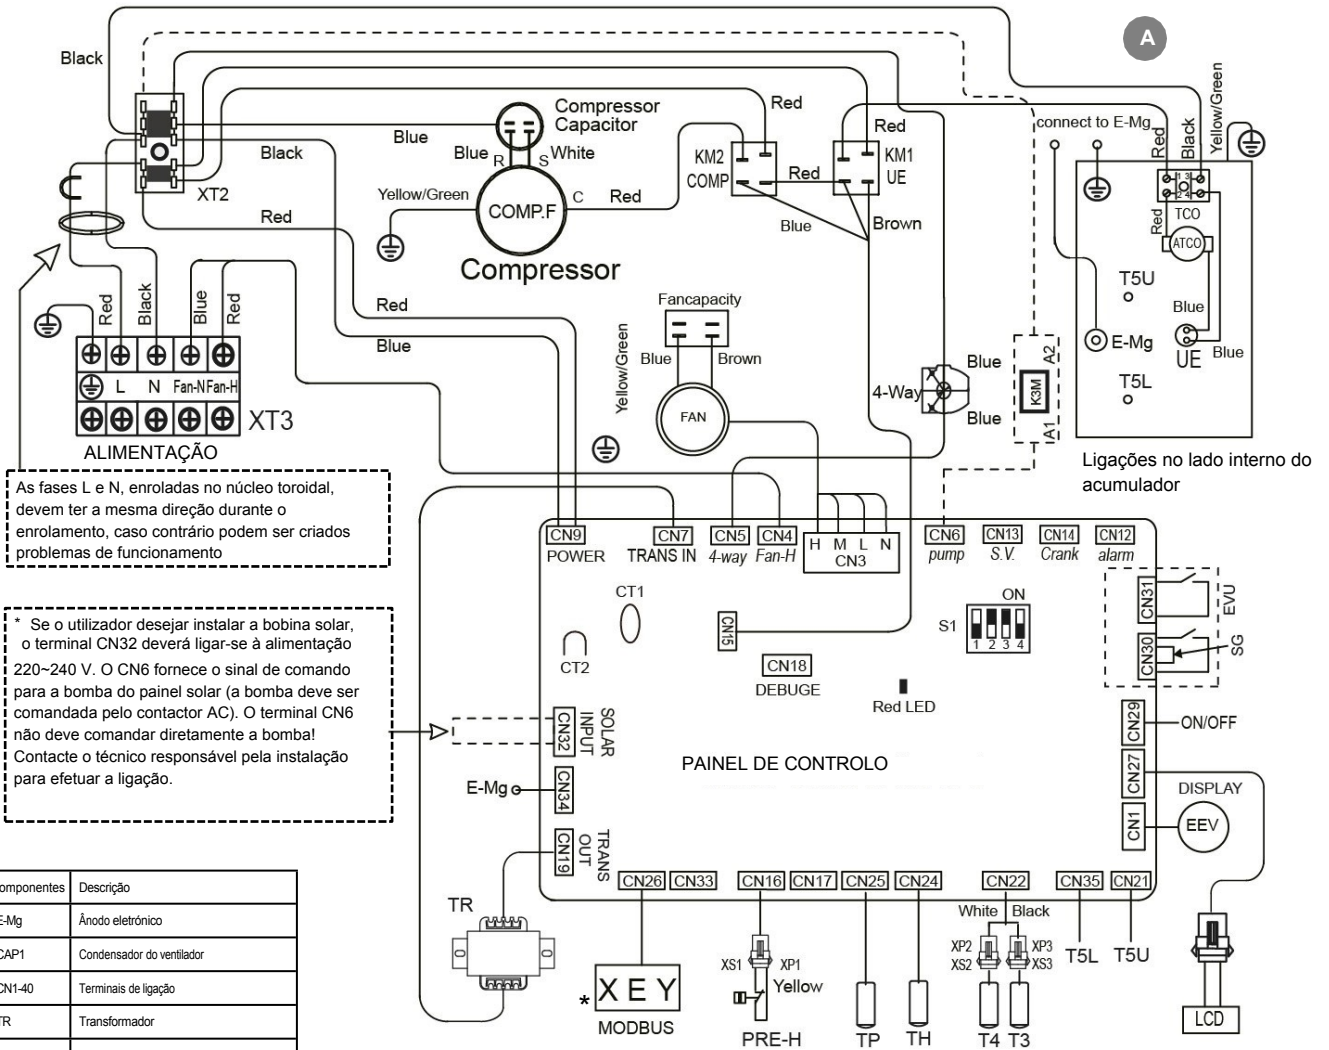 A
Black
Compressor
Capacitor
Red
Red
connect to E-Mg
Red
Black
Yellow/Green
Blue
Black
Blue
R
S
White
KM2
COMP
Red
KM1
UE
XT2
Yellow/Green
COMP.F
C
Red
Blue
Brown
1 3
2 4
TCO
Red
ATCO
Red
Compressor
T5U
Blue
E-Mg
UE
Blue
T5L
Red
Black
Blue
Red
Red
Blue
Fancapacity
Yellow/Green
Blue
Brown
FAN
4-Way
Blue
Blue
A2
K3M
A1
L
N
Fan-N
Fan-H
XT3
ALIMENTAÇÃO
Ligações no lado interno do
acumulador
As fases L e N, enroladas no núcleo toroidal,
devem ter a mesma direção durante o
enrolamento, caso contrário podem ser criados
problemas de funcionamento
CN9
POWER
CN7
TRANS IN
CN5
4-way
CN4
Fan-H
H M L N
CN3
CN6
pump
CN13
S.V.
CN14
Crank
CN12
alarm
CT1
CT2
CN15
CN18
DEBUGE
ON
S1
1 2 3 4
Red LED
CN31
EVU
CN30
SG
* Se o utilizador desejar instalar a bobina solar,
o terminal CN32 deverá ligar-se à alimentação
220~240 V. O CN6 fornece o sinal de comando
para a bomba do painel solar (a bomba deve ser
comandada pelo contactor AC). O terminal CN6
não deve comandar diretamente a bomba!
Contacte o técnico responsável pela instalação
para efetuar a ligação.
CN32
SOLAR
INPUT
E-Mg
CN34
CN19
TRANS
OUT
PAINEL DE CONTROLO
CN29
ON/OFF
CN27
CN1
DISPLAY
EEV
CN26
CN33
CN16
CN17
CN25
CN24
CN22
CN35
CN21
TR
White
Black
XS1
XP1
Yellow
XP2
XS2
XP3
XS3
T5L
T5U
* X E Y
MODBUS
PRE-H
TP
TH
T4
T3
LCD
omponentes
Descrição
E-Mg
Ânodo eletrónico
CAP1
Condensador do ventilador
CN1-40
Terminais de ligação
TR
Transformador